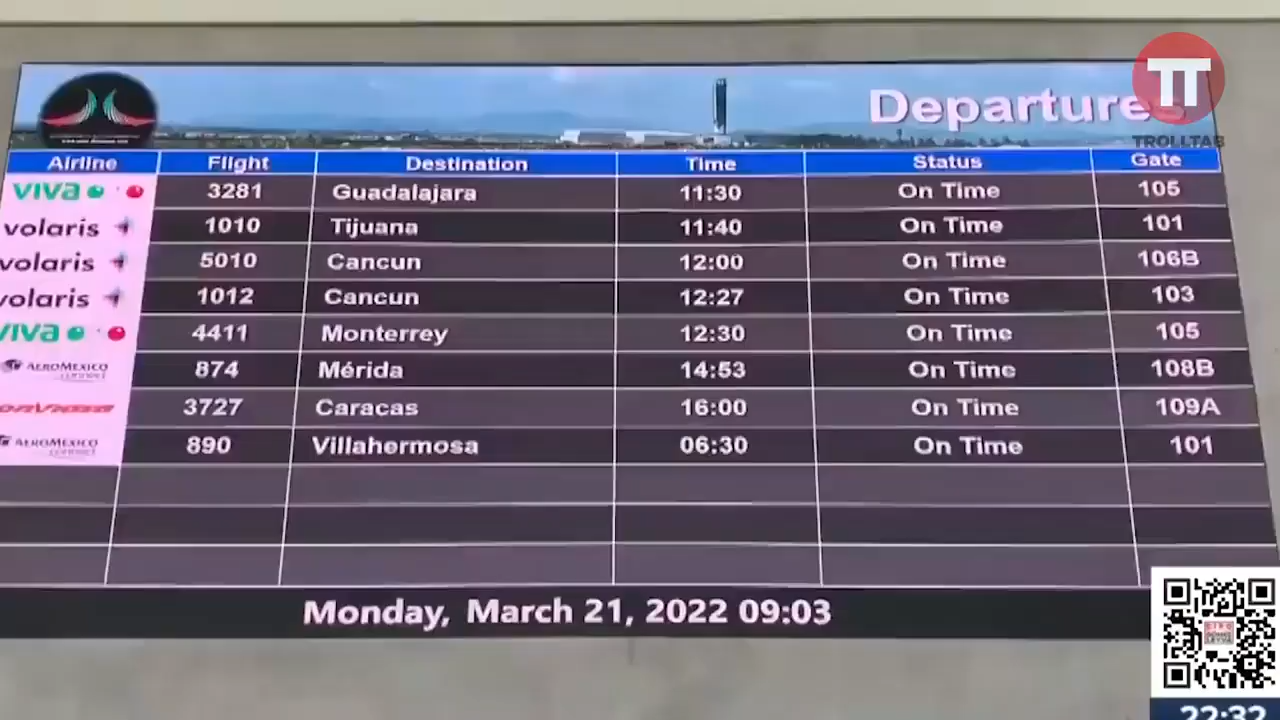 Departures
TROLLTAB
Airline Flight Destination Time Status Gate
VIVA 3281 Guadalajara 11:30 On Time 105
volaris 1010 Tijuana 11:40 On Time 101
volaris 5010 Cancun 12:00 On Time 106B
volaris 1012 Cancun 12:27 On Time 103
VIVA 4411 Monterrey 12:30 On Time 105
AEROMEXICO connect 874 Mérida 14:53 On Time 108B
3727 Caracas 16:00 On Time 109A
AEROMEXICO connect 890 Villahermosa 06:30 On Time 101
Monday, March 21, 2022 09:03
22:32